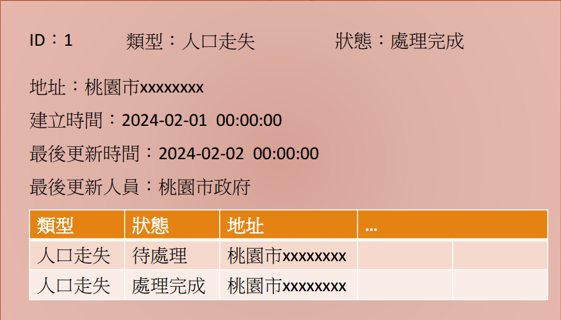 ID：1 類型：人口走失 狀態：處理完成
地址：桃園市xxxxxxxx
建立時間：2024-02-01 00:00:00
最後更新時間：2024-02-02 00:00:00
最後更新人員：桃園市政府
類型 狀態 地址 ...
人口走失 待處理 桃園市xxxxxxxx
人口走失 處理完成 桃園市xxxxxxxx